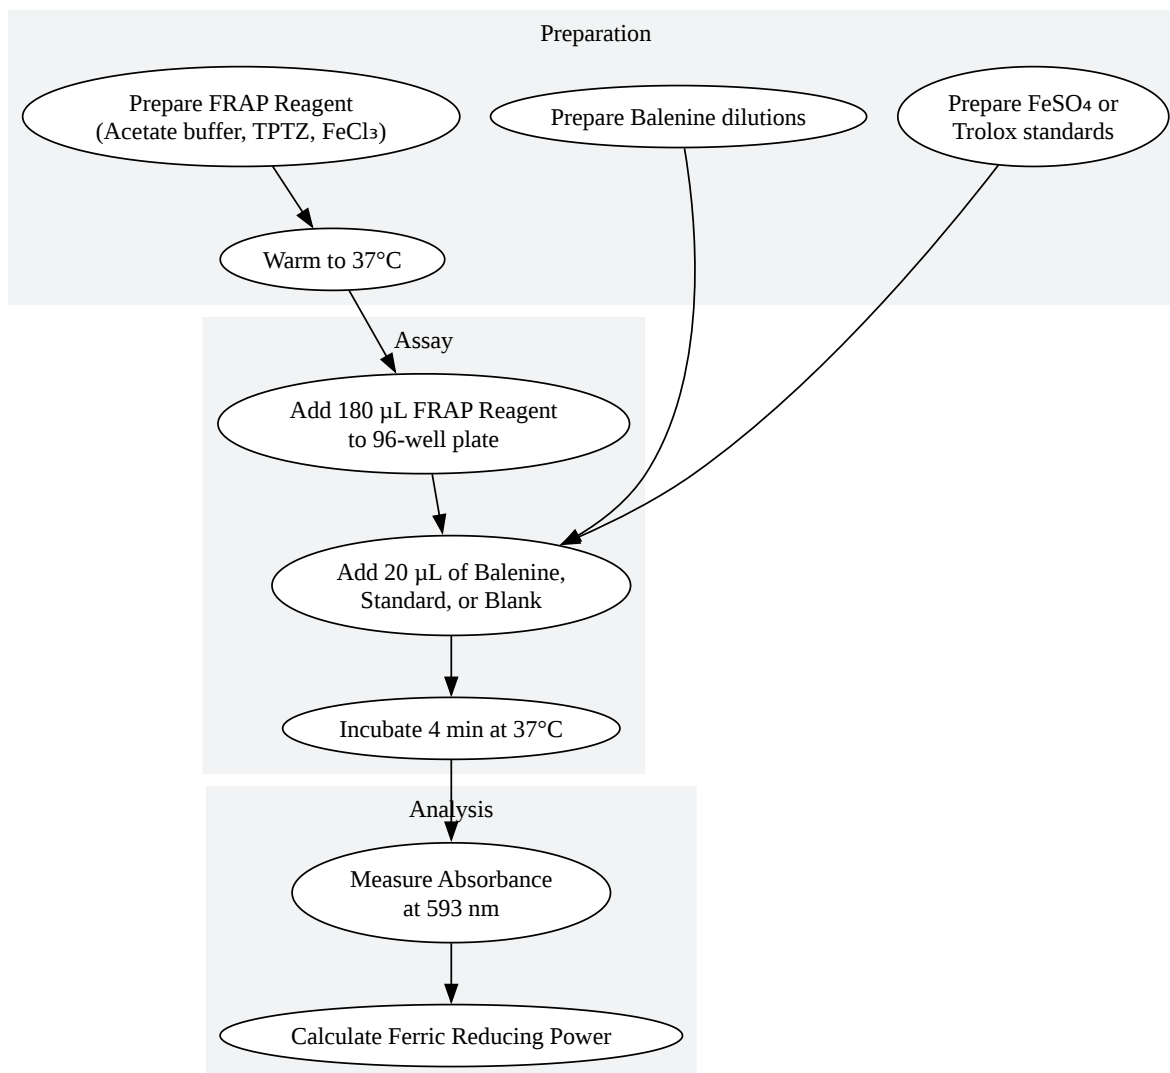 Preparation
Prepare FRAP Reagent
(Acetate buffer, TPTZ, FeCl₃)
Prepare Balenine dilutions
Prepare FeSO₄ or
Trolox standards
Warm to 37°C
Assay
Add 180 µL FRAP Reagent
to 96-well plate
Add 20 µL of Balenine,
Standard, or Blank
Incubate 4 min at 37°C
Analysis
Measure Absorbance
at 593 nm
Calculate Ferric Reducing Power